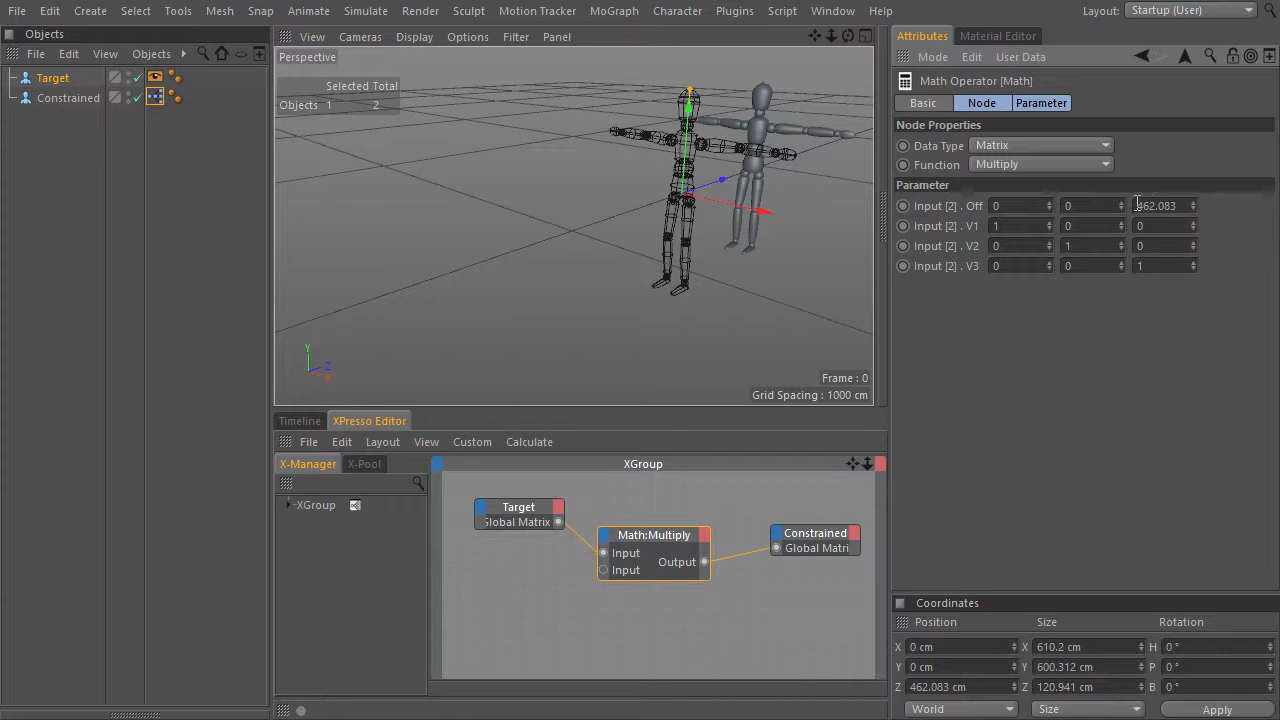 File Edit Create Select Tools Mesh Snap Animate Simulate Render Sculpt Motion Tracker MoGraph Character Plugins Script Window Help Layout: Startup (User)
Objects
File Edit View Objects
Target
Constrained
View Cameras Display Options Filter Panel
Perspective
Selected Total
Objects 1 2
Y
Z
X
Frame : 0
Grid Spacing : 1000 cm
Timeline XPresso Editor
File Edit Layout View Custom Calculate
X-Manager X-Pool XGroup
XGroup
Target
Global Matrix
Math:Multiply
Input
Output
Input
Constrained
Global Matri
Attributes Material Editor
Mode Edit User Data
Math Operator [Math]
Basic Node Parameter
Node Properties
Data Type Matrix
Function Multiply
Parameter
Input [2] . Off 0 0 462.083
Input [2] . V1 1 0 0
Input [2] . V2 0 1 0
Input [2] . V3 0 0 1
Coordinates
Position Size Rotation
X 0 cm X 610.2 cm H 0 °
Y 0 cm Y 600.312 cm P 0 °
Z 462.083 cm Z 120.941 cm B 0 °
World Size Apply